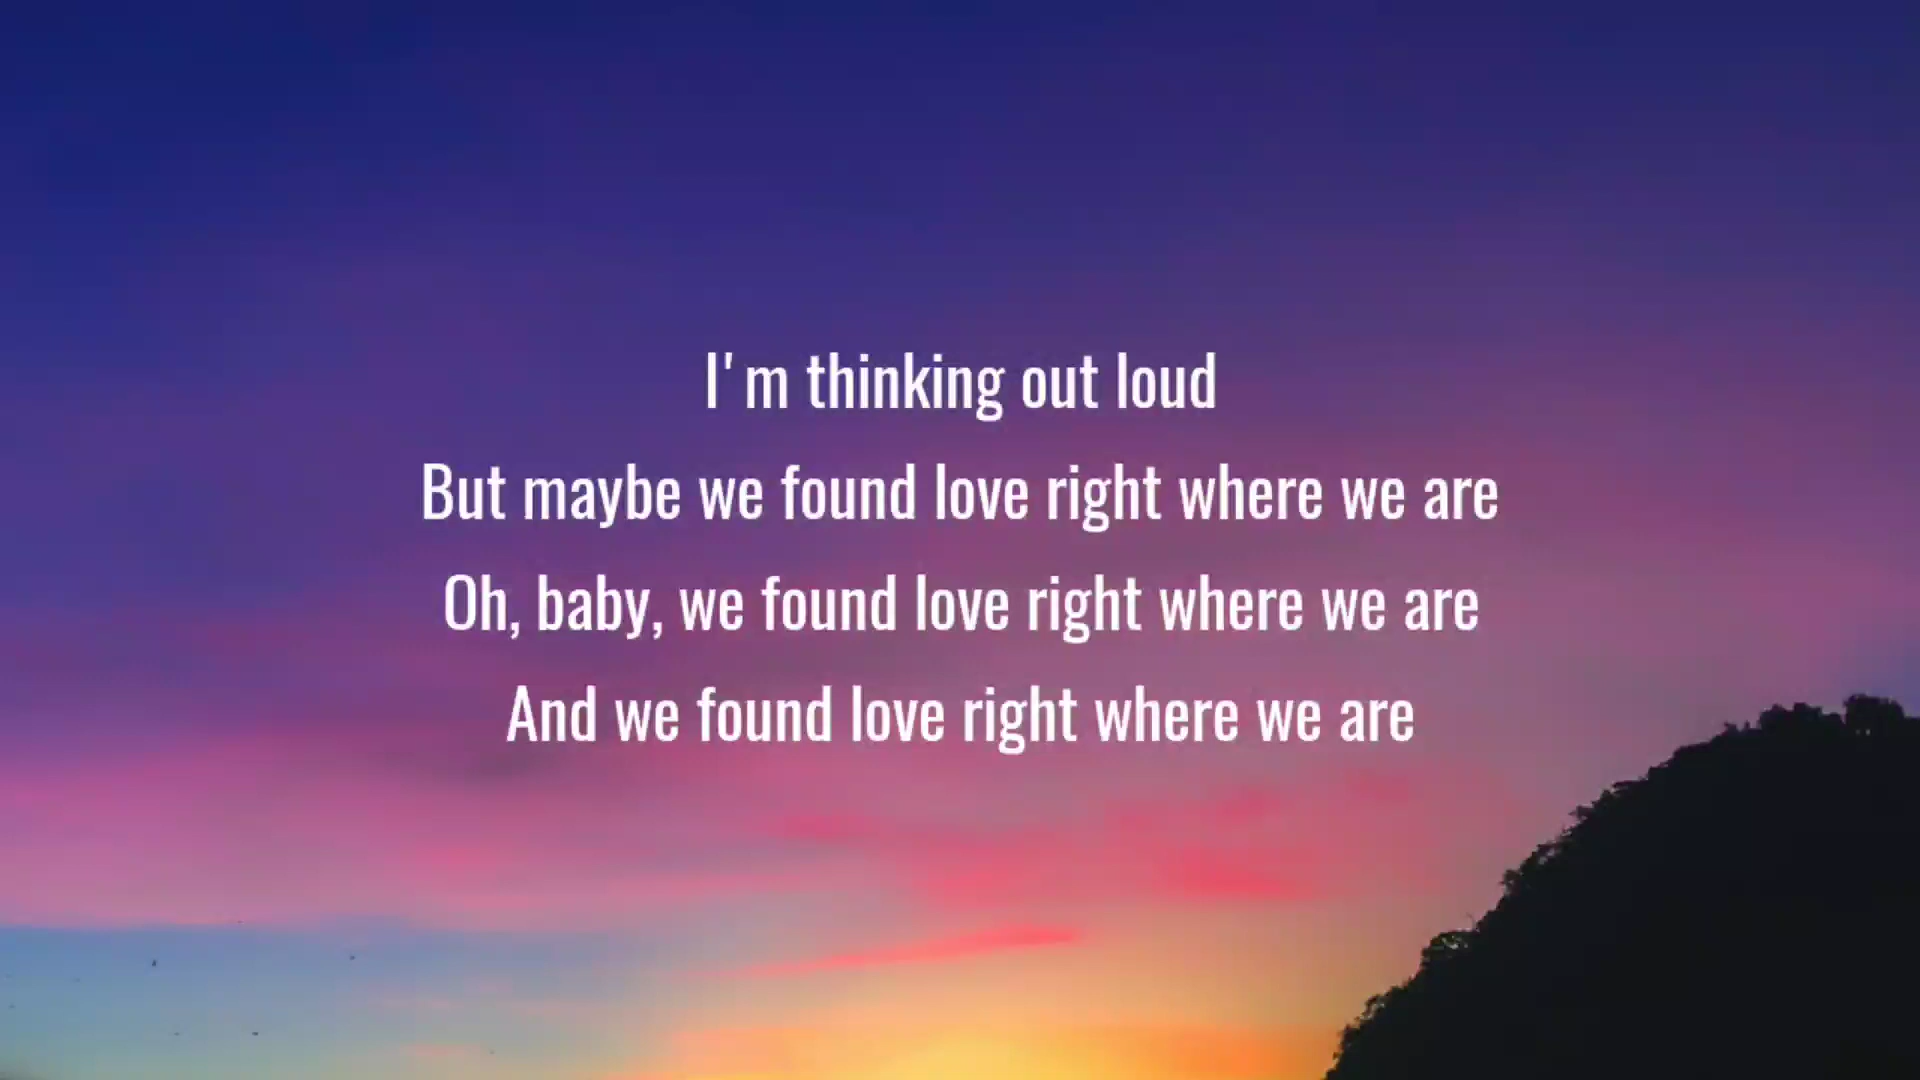 I'm thinking out loud
But maybe we found love right where we are
Oh, baby, we found love right where we are
And we found love right where we are